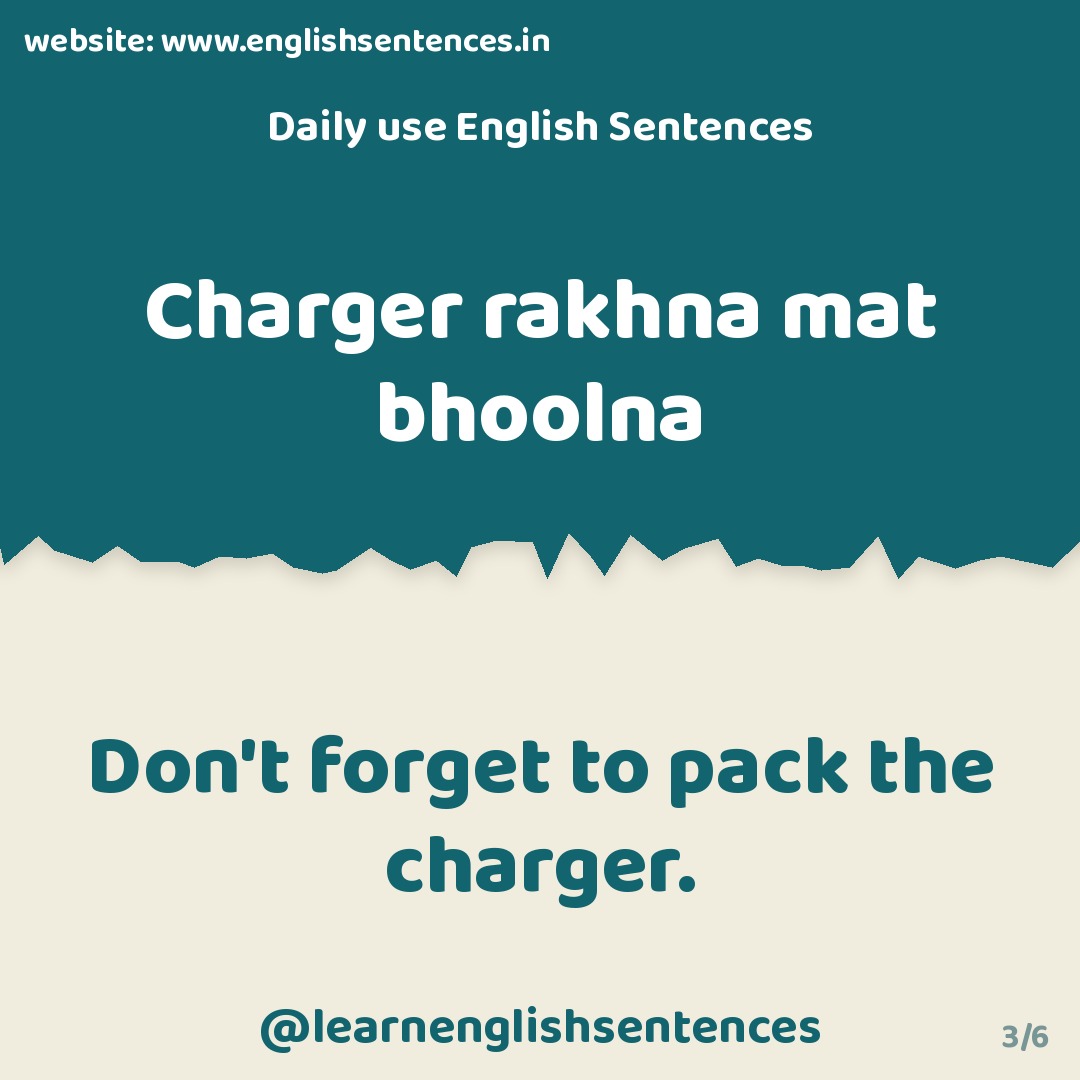 website: www.englishsentences.in
Daily use English Sentences
Charger rakhna mat
bhoolna
Don't forget to pack the
charger.
@learnenglishsentences
3/6